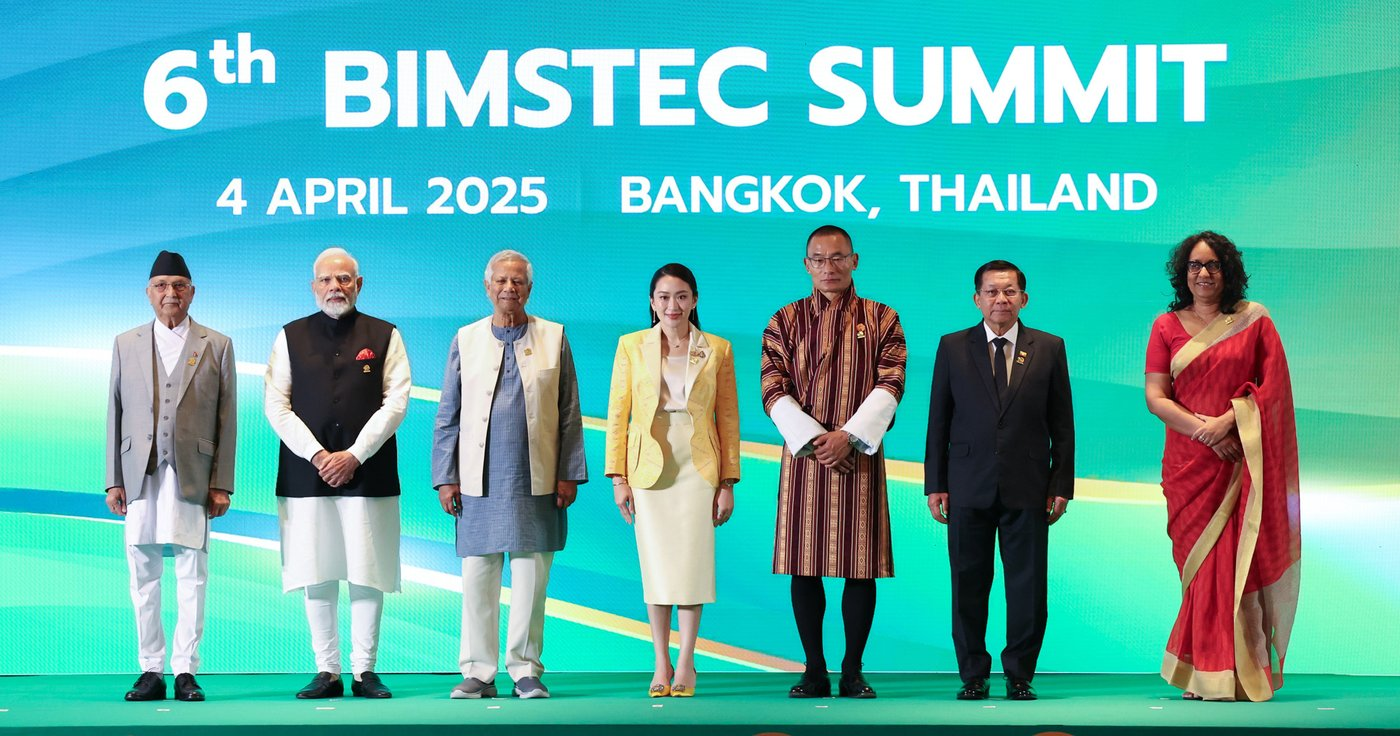 6th BIMSTEC SUMMIT
4 APRIL 2025 BANGKOK, THAILAND